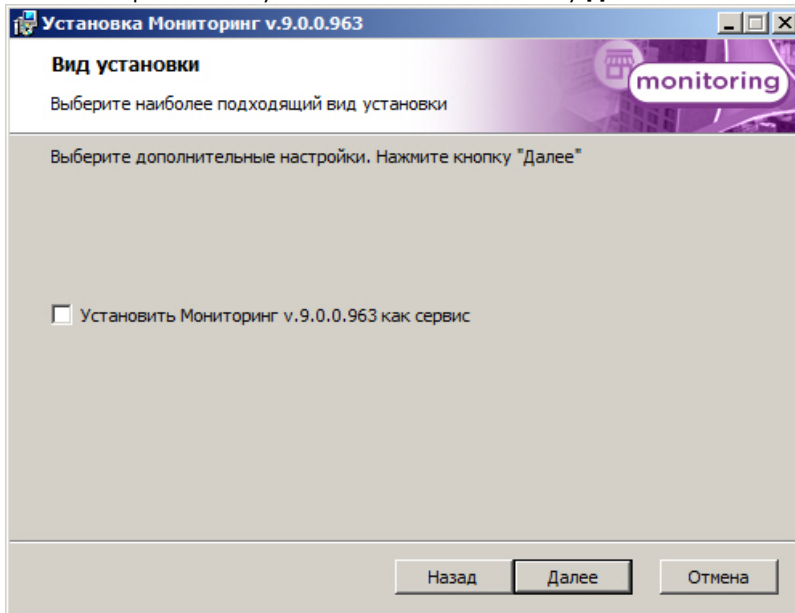 Установка Мониторинг v.9.0.0.963
Вид установки
Выберите наиболее подходящий вид установки
monitoring
Выберите дополнительные настройки. Нажмите кнопку "Далее"
Установить Мониторинг v.9.0.0.963 как сервис
Назад
Далее
Отмена